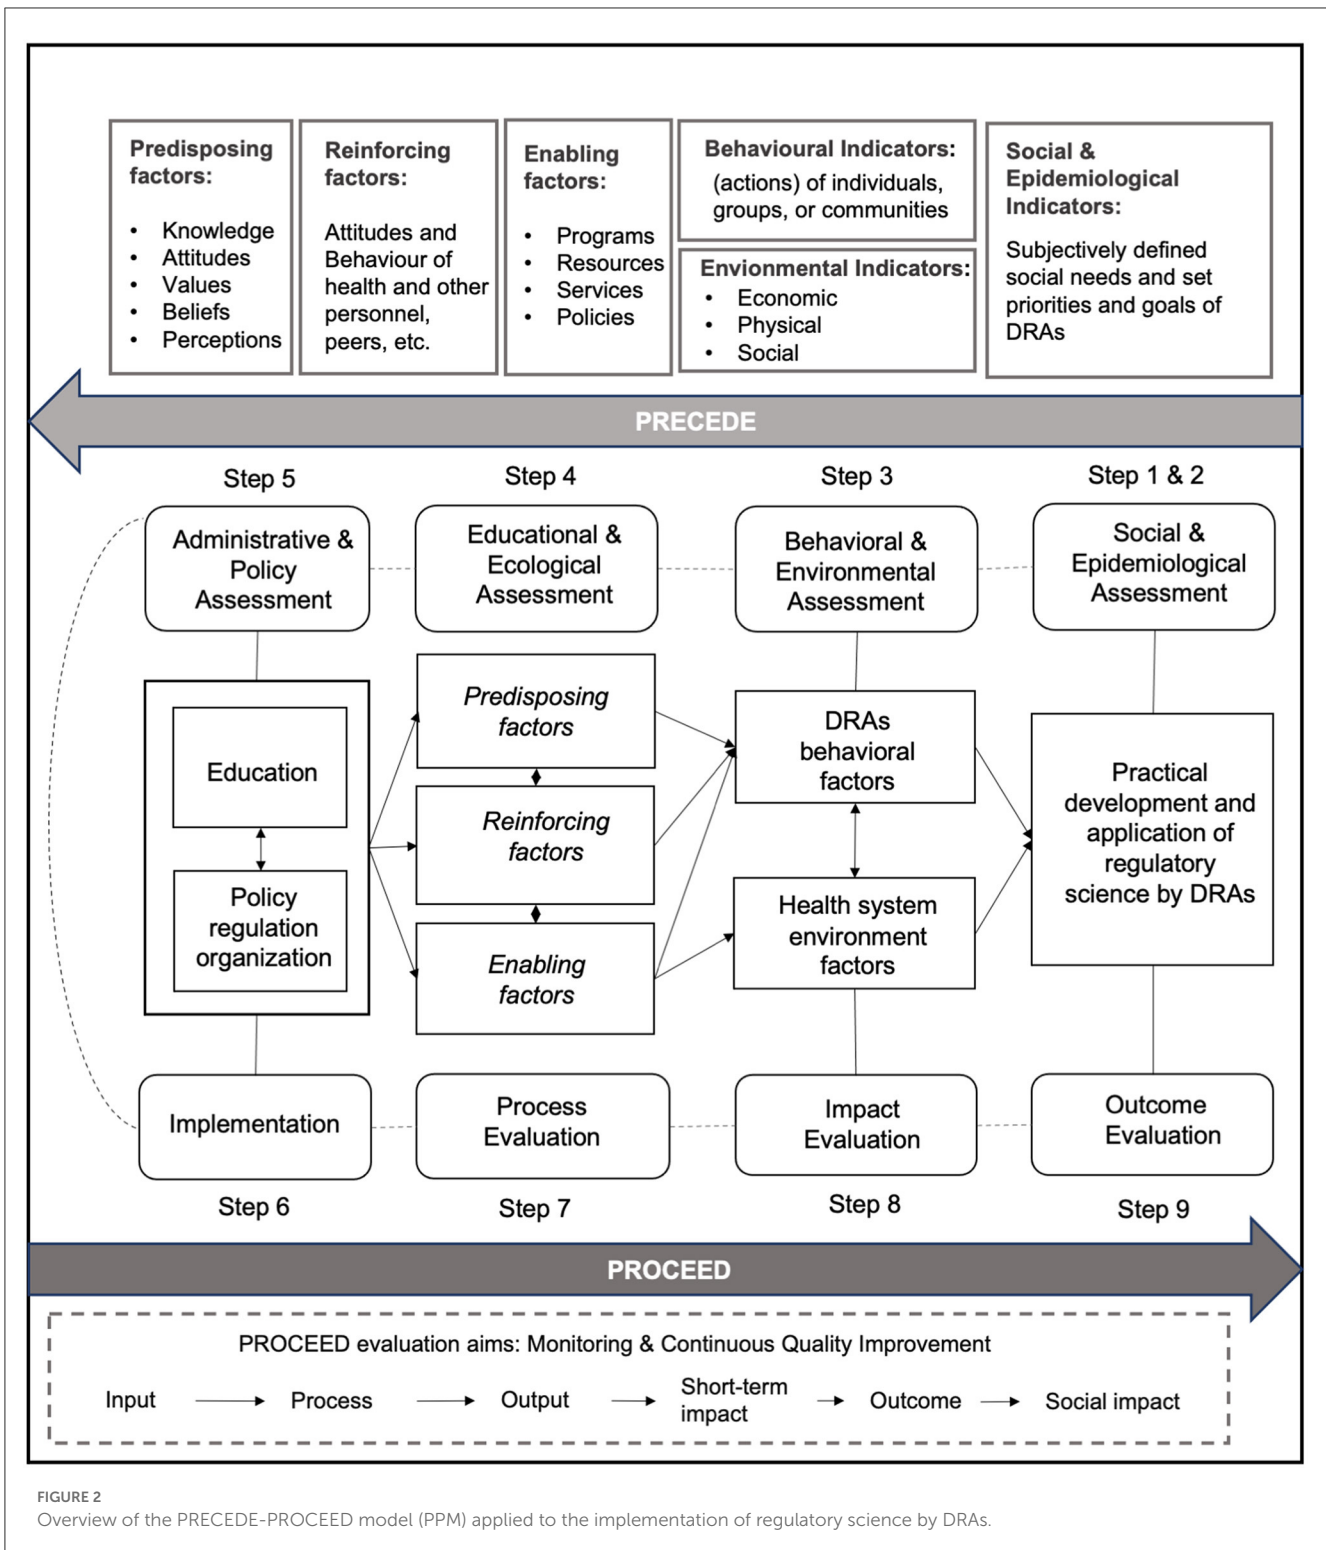 Predisposing
factors:
• Knowledge
• Attitudes
• Values
• Beliefs
• Perceptions
Reinforcing
factors:
Attitudes and
Behaviour of
health and other
personnel,
peers, etc.
Enabling
factors:
• Programs
• Resources
• Services
• Policies
Behavioural Indicators:
(actions) of individuals,
groups, or communities
Envionmental Indicators:
• Economic
• Physical
• Social
Social &
Epidemiological
Indicators:
Subjectively defined
social needs and set
priorities and goals of
DRAs
PRECEDE
Step 5
Step 4
Step 3
Step 1 & 2
Administrative &
Policy
Assessment
Educational &
Ecological
Assessment
Behavioral &
Environmental
Assessment
Social &
Epidemiological
Assessment
Education
Policy
regulation
organization
Predisposing
factors
Reinforcing
factors
Enabling
factors
DRAs
behavioral
factors
Health system
environment
factors
Practical
development and
application of
regulatory
science by DRAs
Implementation
Process
Evaluation
Impact
Evaluation
Outcome
Evaluation
Step 6
Step 7
Step 8
Step 9
PROCEED
PROCEED evaluation aims: Monitoring & Continuous Quality Improvement
Input
Process
Output
Short-term
impact
Outcome
Social impact
FIGURE 2
Overview of the PRECEDE-PROCEED model (PPM) applied to the implementation of regulatory science by DRAs.